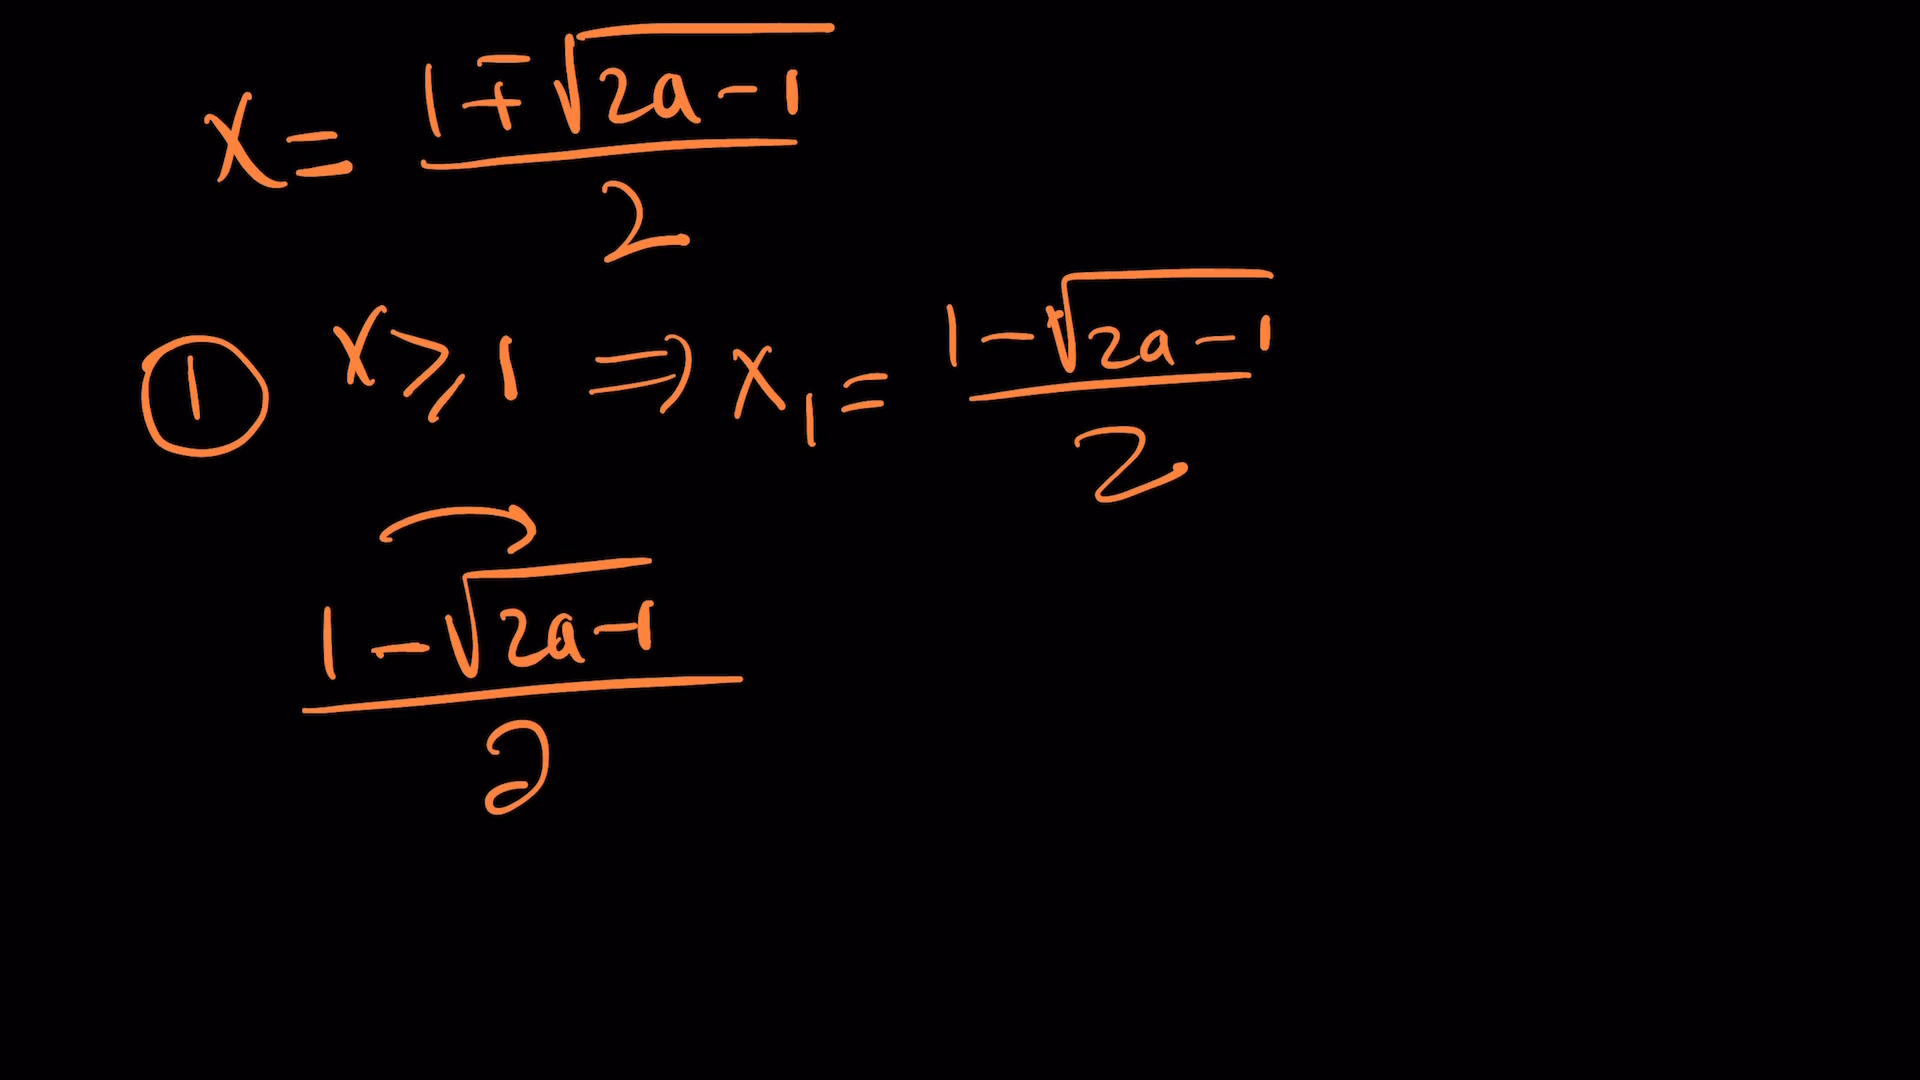 x = (1 ∓ √(2a - 1)) / 2
① x ⩾ 1 ⇒ x₁ = (1 - √(2a - 1)) / 2
(1 - √(2a - 1)) / 2